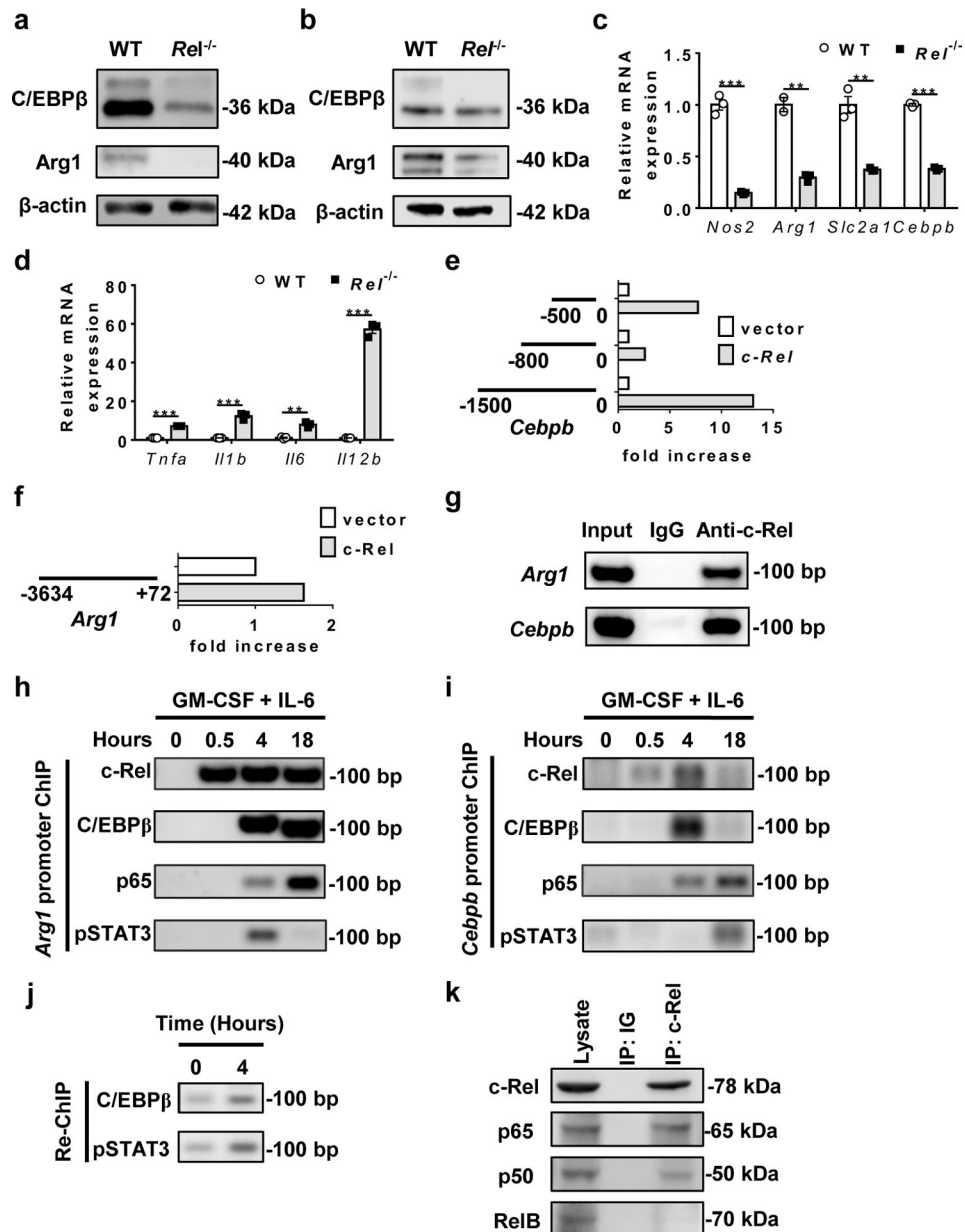 a
WT Rel-/-
C/EBPβ
-36 kDa
Arg1
-40 kDa
β-actin
-42 kDa
b
WT Rel-/-
C/EBPβ
-36 kDa
Arg1
-40 kDa
β-actin
-42 kDa
c
WT Rel-/-
Relative mRNA
expression
1.5
1.0
0.5
0.0
*** ** ** ***
Nos2 Arg1 Slc2a1 Cebpb
d
WT Rel-/-
Relative mRNA
expression
80
60
40
20
0
*** *** ** ***
Tnfa Il1b Il6 Il12b
e
-500 0
-800 0
-1500 0
Cebpb
vector
c-Rel
0 5 10 15
fold increase
f
vector
c-Rel
-3634 +72
Arg1
0 1 2
fold increase
g
Input IgG Anti-c-Rel
Arg1 -100 bp
Cebpb -100 bp
h
GM-CSF + IL-6
Hours 0 0.5 4 18
Arg1 promoter ChIP
c-Rel -100 bp
C/EBPβ -100 bp
p65 -100 bp
pSTAT3 -100 bp
i
GM-CSF + IL-6
Hours 0 0.5 4 18
Cebpb promoter ChIP
c-Rel -100 bp
C/EBPβ -100 bp
p65 -100 bp
pSTAT3 -100 bp
j
Time (Hours)
0 4
Re-ChIP
C/EBPβ -100 bp
pSTAT3 -100 bp
k
Lysate IP: IG IP: c-Rel
c-Rel -78 kDa
p65 -65 kDa
p50 -50 kDa
RelB -70 kDa